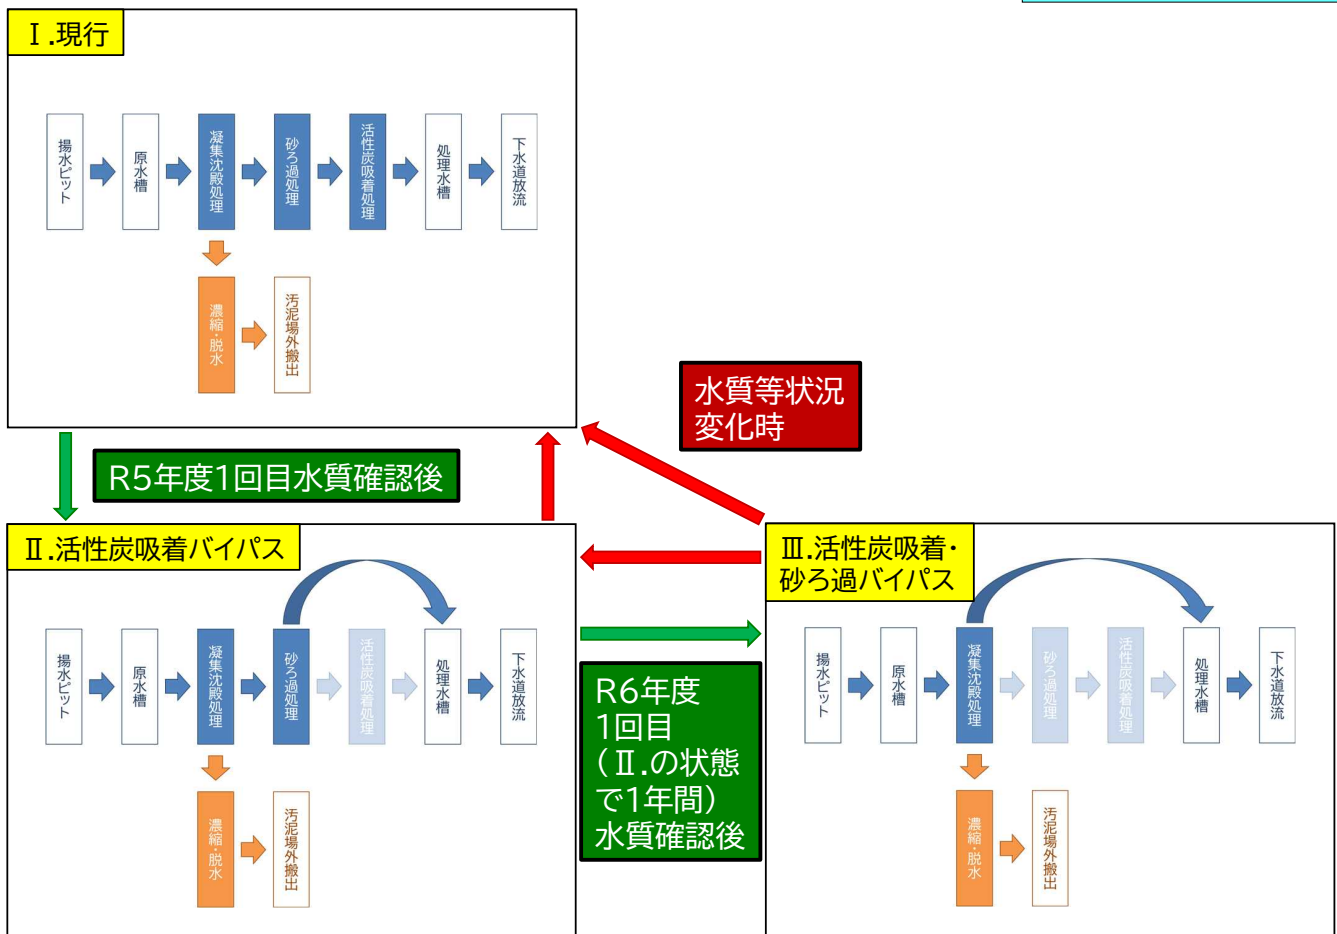 Ⅰ.現行
揚水ピット
原水槽
凝集沈殿処理
砂ろ過処理
活性炭吸着処理
処理水槽
下水道放流
濃縮・脱水
汚泥場外搬出
水質等状況
変化時
R5年度1回目水質確認後
Ⅱ.活性炭吸着バイパス
揚水ピット
原水槽
凝集沈殿処理
砂ろ過処理
活性炭吸着処理
処理水槽
下水道放流
濃縮・脱水
汚泥場外搬出
R6年度
1回目
(Ⅱ.の状態
で1年間)
水質確認後
Ⅲ.活性炭吸着・
砂ろ過バイパス
揚水ピット
原水槽
凝集沈殿処理
砂ろ過処理
活性炭吸着処理
処理水槽
下水道放流
濃縮・脱水
汚泥場外搬出